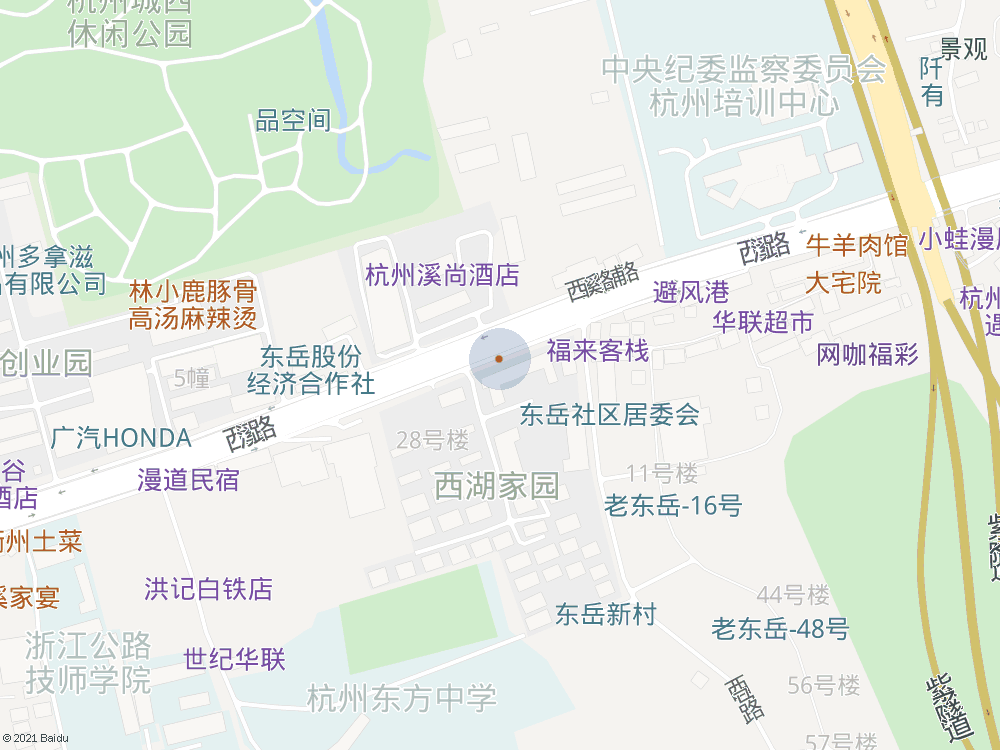 杭州城西
休闲公园
品空间
中央纪委监察委员会
杭州培训中心
景观
阡
有
州多拿滋
品有限公司
林小鹿豚骨
高汤麻辣烫
杭州溪尚酒店
西溪路辅路
西溪路
牛羊肉馆
大宅院
小蛙漫居
避风港
华联超市
杭州
遇
网咖福彩
福来客栈
创业园
5幢
东岳股份
经济合作社
广汽HONDA
西溪路
28号楼
东岳社区居委会
谷
酒店
漫道民宿
西湖家园
11号楼
老东岳-16号
衢州土菜
溪家宴
洪记白铁店
东岳新村
44号楼
老东岳-48号
浙江公路
技师学院
世纪华联
杭州东方中学
西路
56号楼
57号楼
紫隧道
© 2021 Baidu